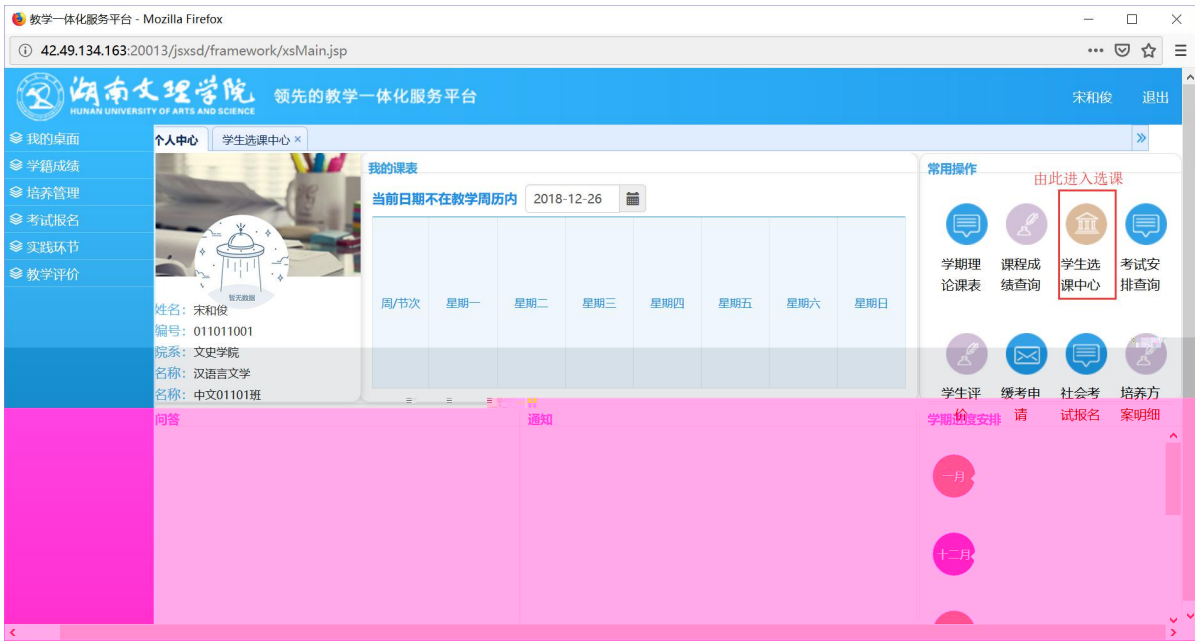 教学一体化服务平台 - Mozilla Firefox
42.49.134.163:20013/jsxsd/framework/xsMain.jsp
湖南文理学院
HUNAN UNIVERSITY OF ARTS AND SCIENCE
领先的教学一体化服务平台
宋和俊 退出
我的桌面
学籍成绩
培养管理
考试报名
实践环节
教学评价
个人中心 学生选课中心 ×
暂无数据
姓名：宋和俊
编号：011011001
院系：文史学院
名称：汉语言文学
名称：中文01101班
我的课表
当前日期不在教学周历内 2018-12-26
周/节次 星期一 星期二 星期三 星期四 星期五 星期六 星期日
常用操作
由此进入选课
学期理论课表
课程成绩查询
学生选课中心
考试安排查询
学生评价
缓考申请
社会考试报名
培养方案明细
问答
通知
学期进度安排
一月
十二月